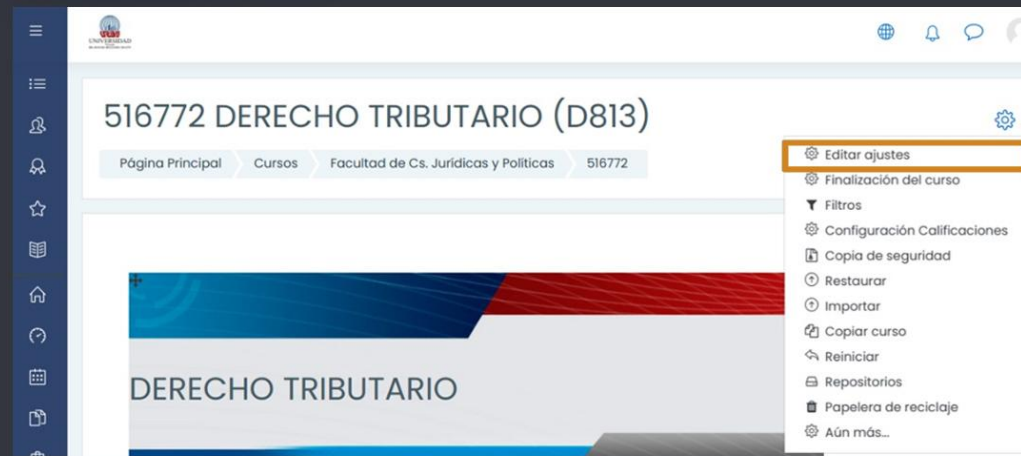 UNIVERSIDAD
516772 DERECHO TRIBUTARIO (D813)
Página Principal Cursos Facultad de Cs. Jurídicas y Políticas 516772
Editar ajustes
Finalización del curso
Filtros
Configuración Calificaciones
Copia de seguridad
Restaurar
Importar
Copiar curso
Reiniciar
Repositorios
Papelera de reciclaje
Aún más...
DERECHO TRIBUTARIO